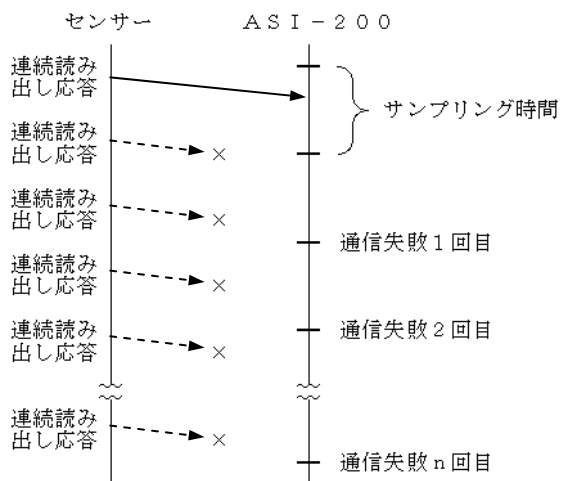 センサー
ＡＳＩ－２００
連続読み
出し応答
サンプリング時間
連続読み
出し応答
×
連続読み
出し応答
×
通信失敗１回目
連続読み
出し応答
×
連続読み
出し応答
×
通信失敗２回目
連続読み
出し応答
×
通信失敗ｎ回目